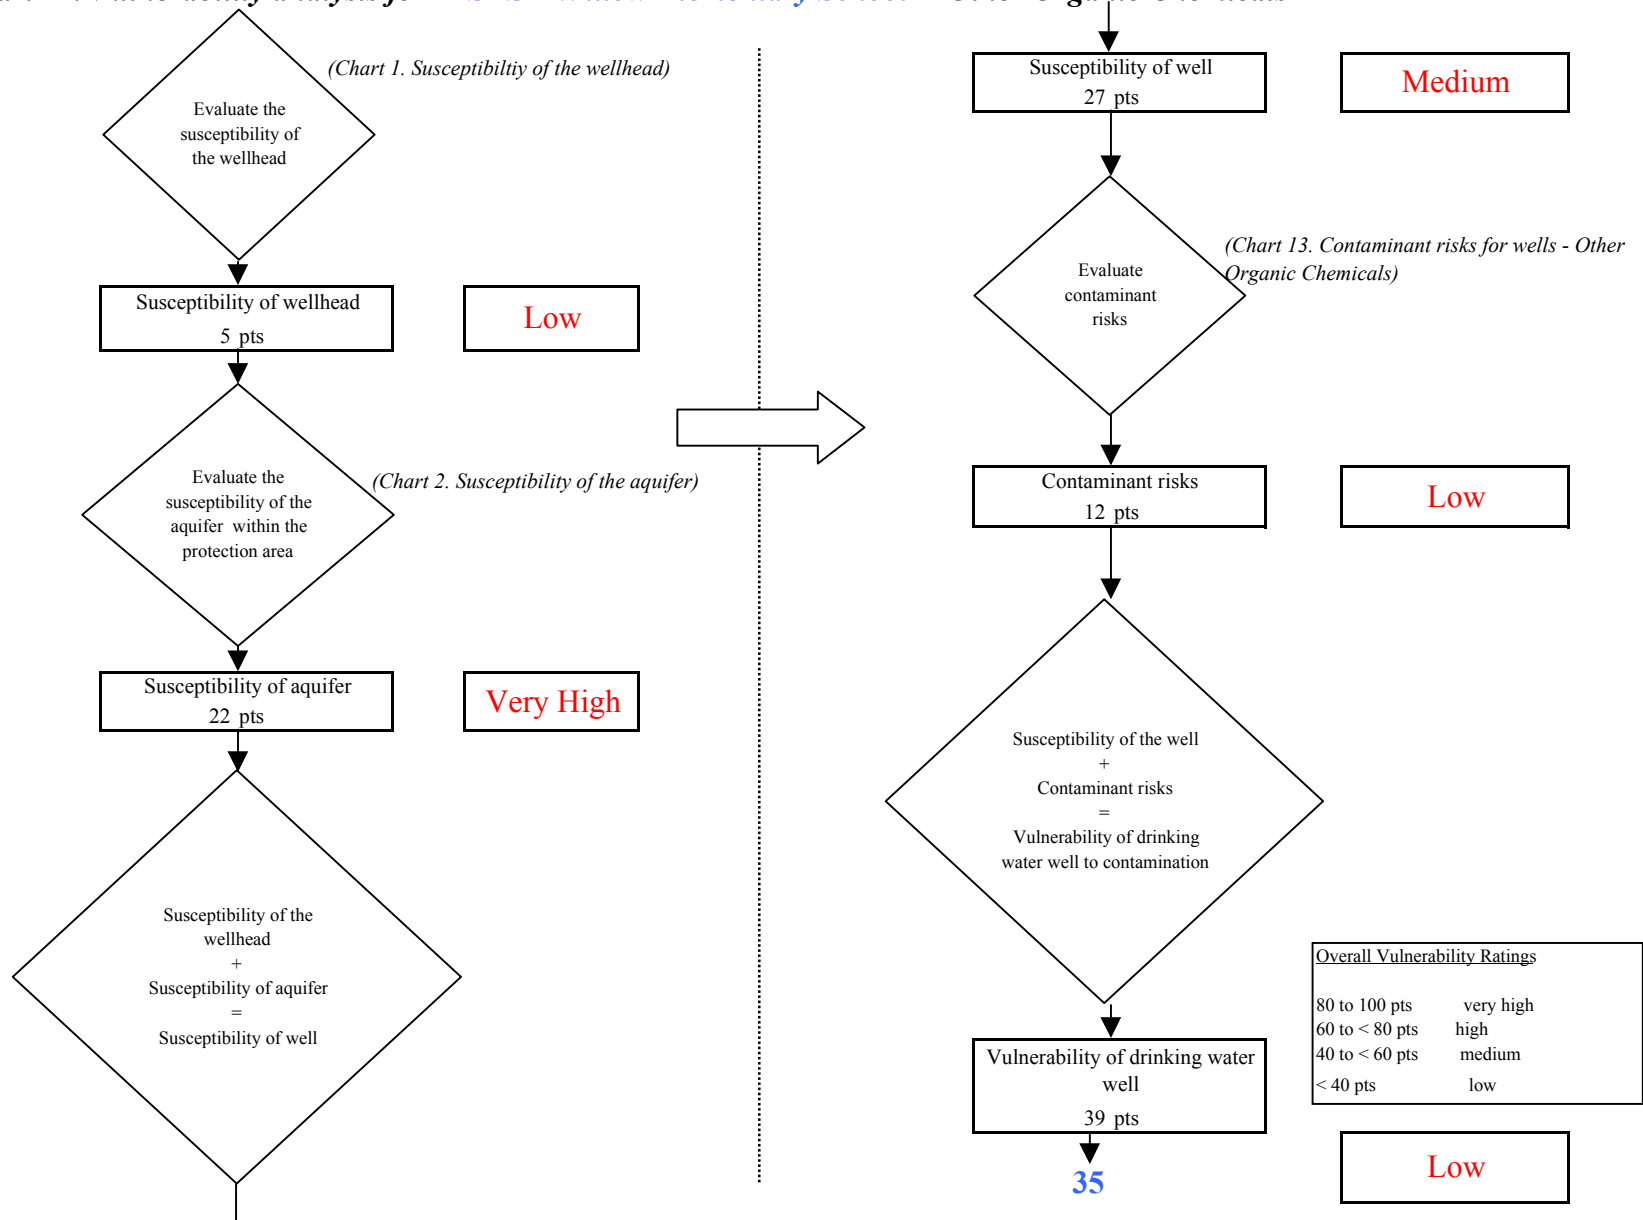 (Chart 1. Susceptibiltiy of the wellhead)
Evaluate the
susceptibility of
the wellhead
Susceptibility of wellhead
5 pts
Low
Evaluate the
susceptibility of the
aquifer within the
protection area
(Chart 2. Susceptibility of the aquifer)
Susceptibility of aquifer
22 pts
Very High
Susceptibility of the
wellhead
+
Susceptibility of aquifer
=
Susceptibility of well
Susceptibility of well
27 pts
Medium
(Chart 13. Contaminant risks for wells - Other
Organic Chemicals)
Evaluate
contaminant
risks
Contaminant risks
12 pts
Low
Susceptibility of the well
+
Contaminant risks
=
Vulnerability of drinking
water well to contamination
Overall Vulnerability Ratings
80 to 100 pts very high
60 to < 80 pts high
40 to < 60 pts medium
< 40 pts low
Vulnerability of drinking water
well
39 pts
35
Low